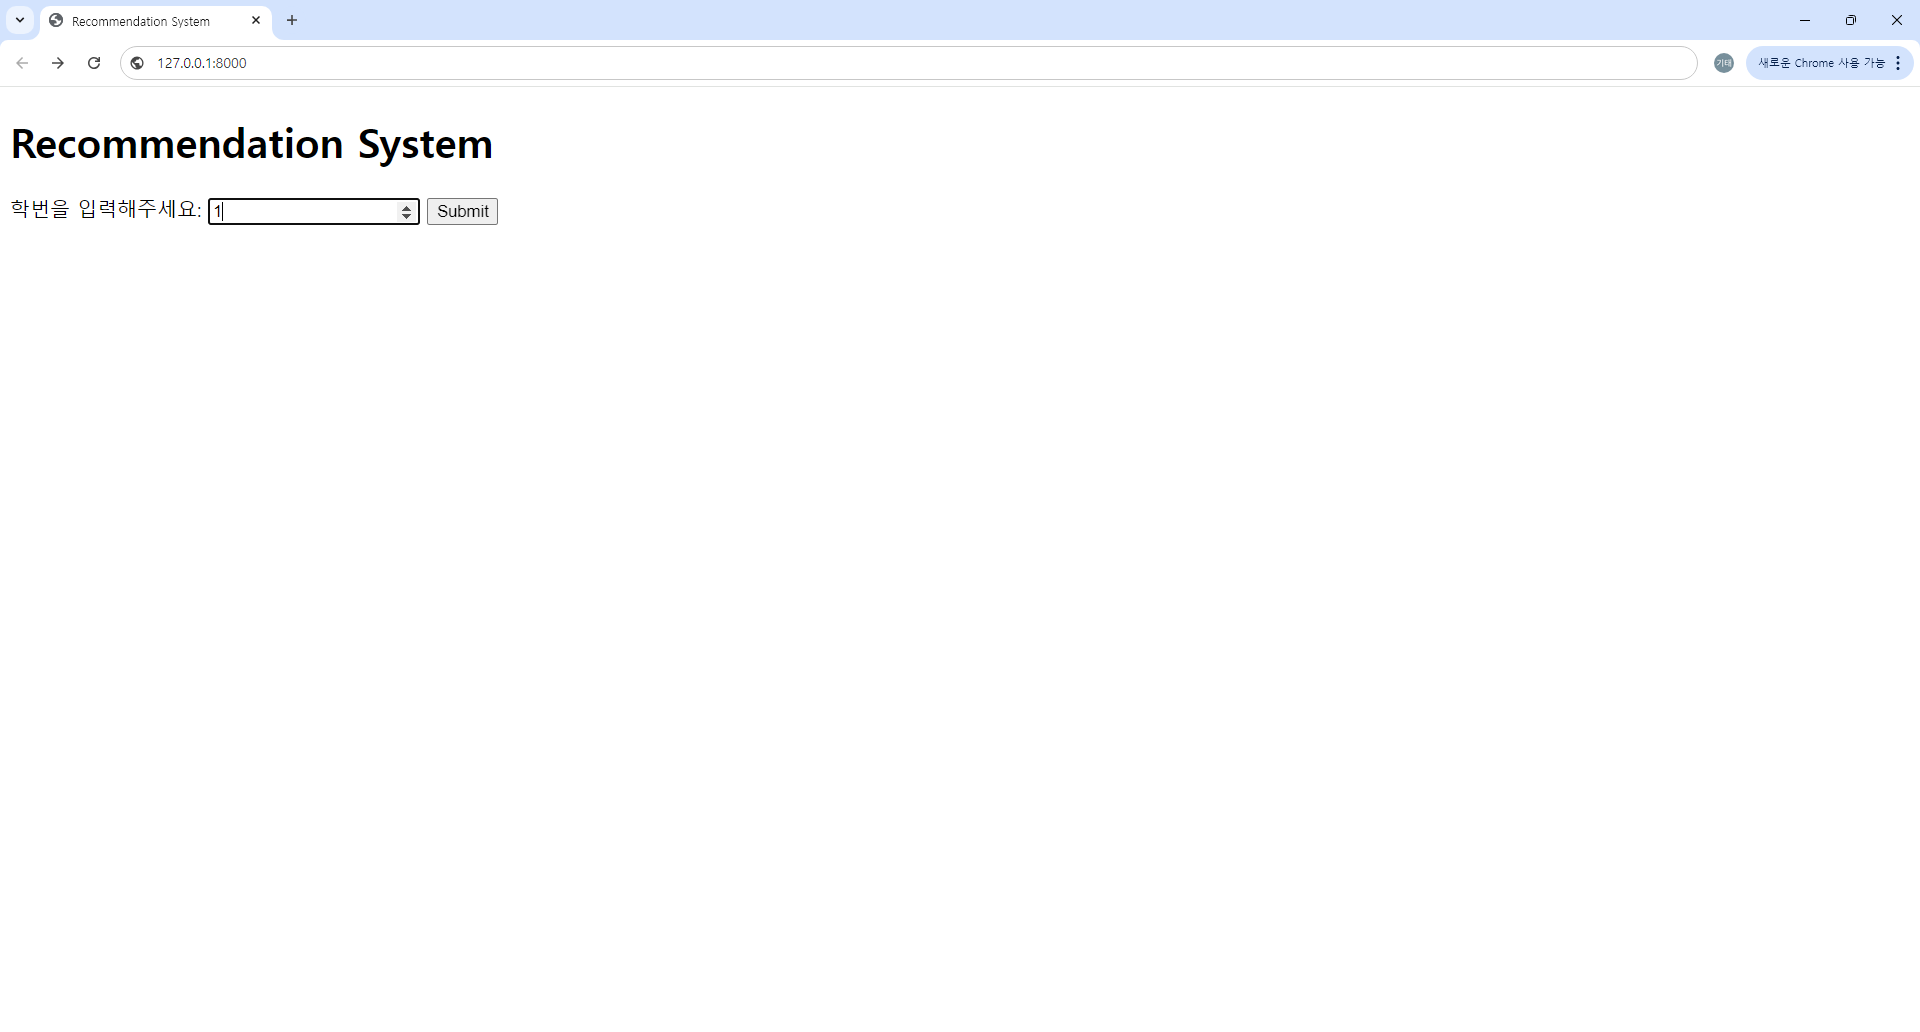 Recommendation System
127.0.0.1:8000
기태
새로운 Chrome 사용 가능
Recommendation System
학번을 입력해주세요: 1 Submit